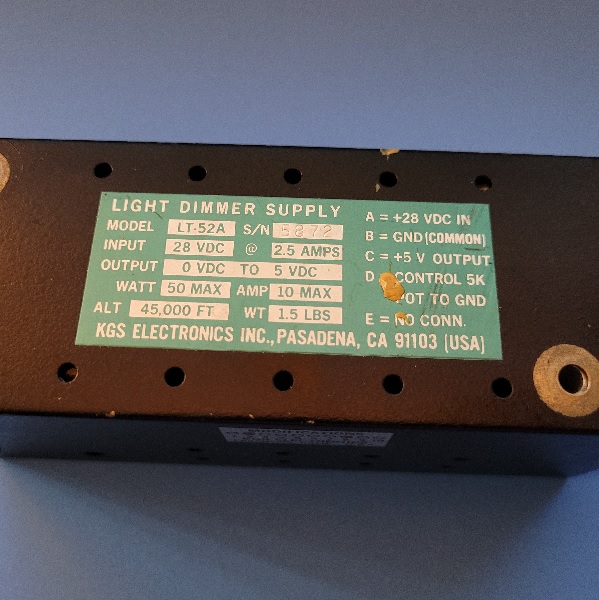 LIGHT DIMMER SUPPLY
MODEL LT-52A S/N 5872
INPUT 28 VDC @ 2.5 AMPS
OUTPUT 0 VDC TO 5 VDC
WATT 50 MAX AMP 10 MAX
ALT 45,000 FT WT 1.5 LBS
A = +28 VDC IN
B = GND (COMMON)
C = +5 V OUTPUT
D CONTROL 5K
POT TO GND
E = NO CONN.
KGS ELECTRONICS INC., PASADENA, CA 91103 (USA)